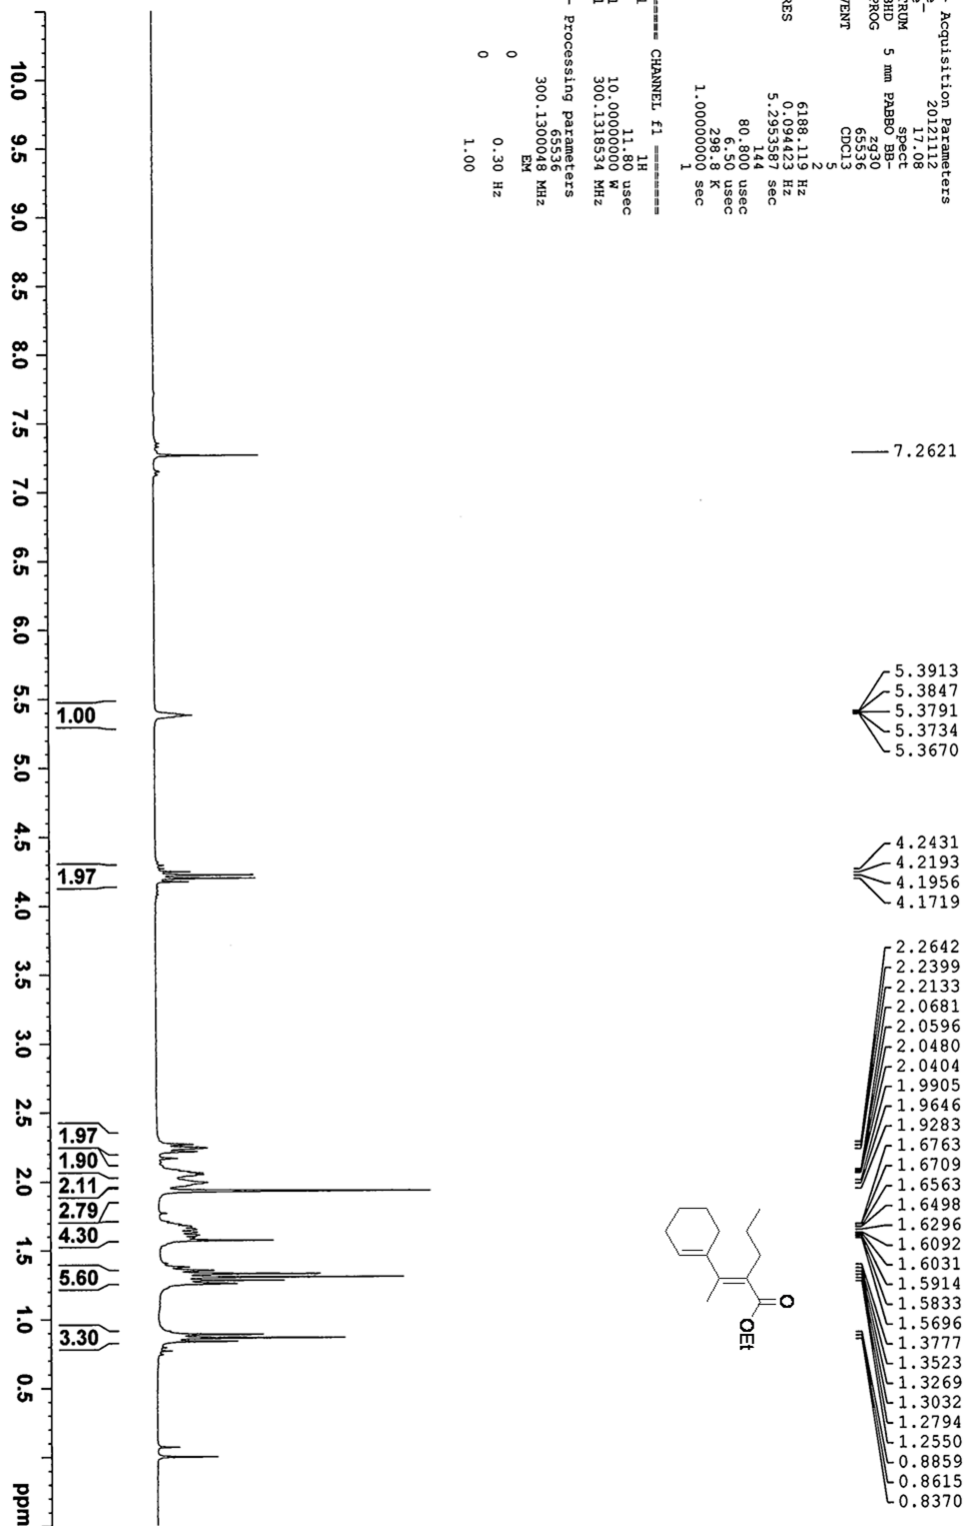 - Acquisition Parameters
20121112
17.08
spect
5 mm PABBO BB-
zg30
65536
CDCl3
5
2
6188.119 Hz
0.094423 Hz
5.2953587 sec
144
80.800 usec
6.50 usec
298.8 K
1.00000000 sec
1
======== CHANNEL f1 ========
1H
11.80 usec
10.00000000 W
300.1318534 MHz
- Processing parameters
65536
300.1300048 MHz
EM
0
0.30 Hz
0
1.00
7.2621
5.3913
5.3847
5.3791
5.3734
5.3670
4.2431
4.2193
4.1956
4.1719
2.2642
2.2399
2.2133
2.0681
2.0596
2.0480
2.0404
1.9905
1.9646
1.9283
1.6763
1.6709
1.6563
1.6498
1.6296
1.6092
1.6031
1.5914
1.5833
1.5696
1.3777
1.3523
1.3269
1.3032
1.2794
1.2550
0.8859
0.8615
0.8370
O
OEt
1.00
1.97
1.97
1.90
2.11
2.79
4.30
5.60
3.30
10.0 9.5 9.0 8.5 8.0 7.5 7.0 6.5 6.0 5.5 5.0 4.5 4.0 3.5 3.0 2.5 2.0 1.5 1.0 0.5 ppm